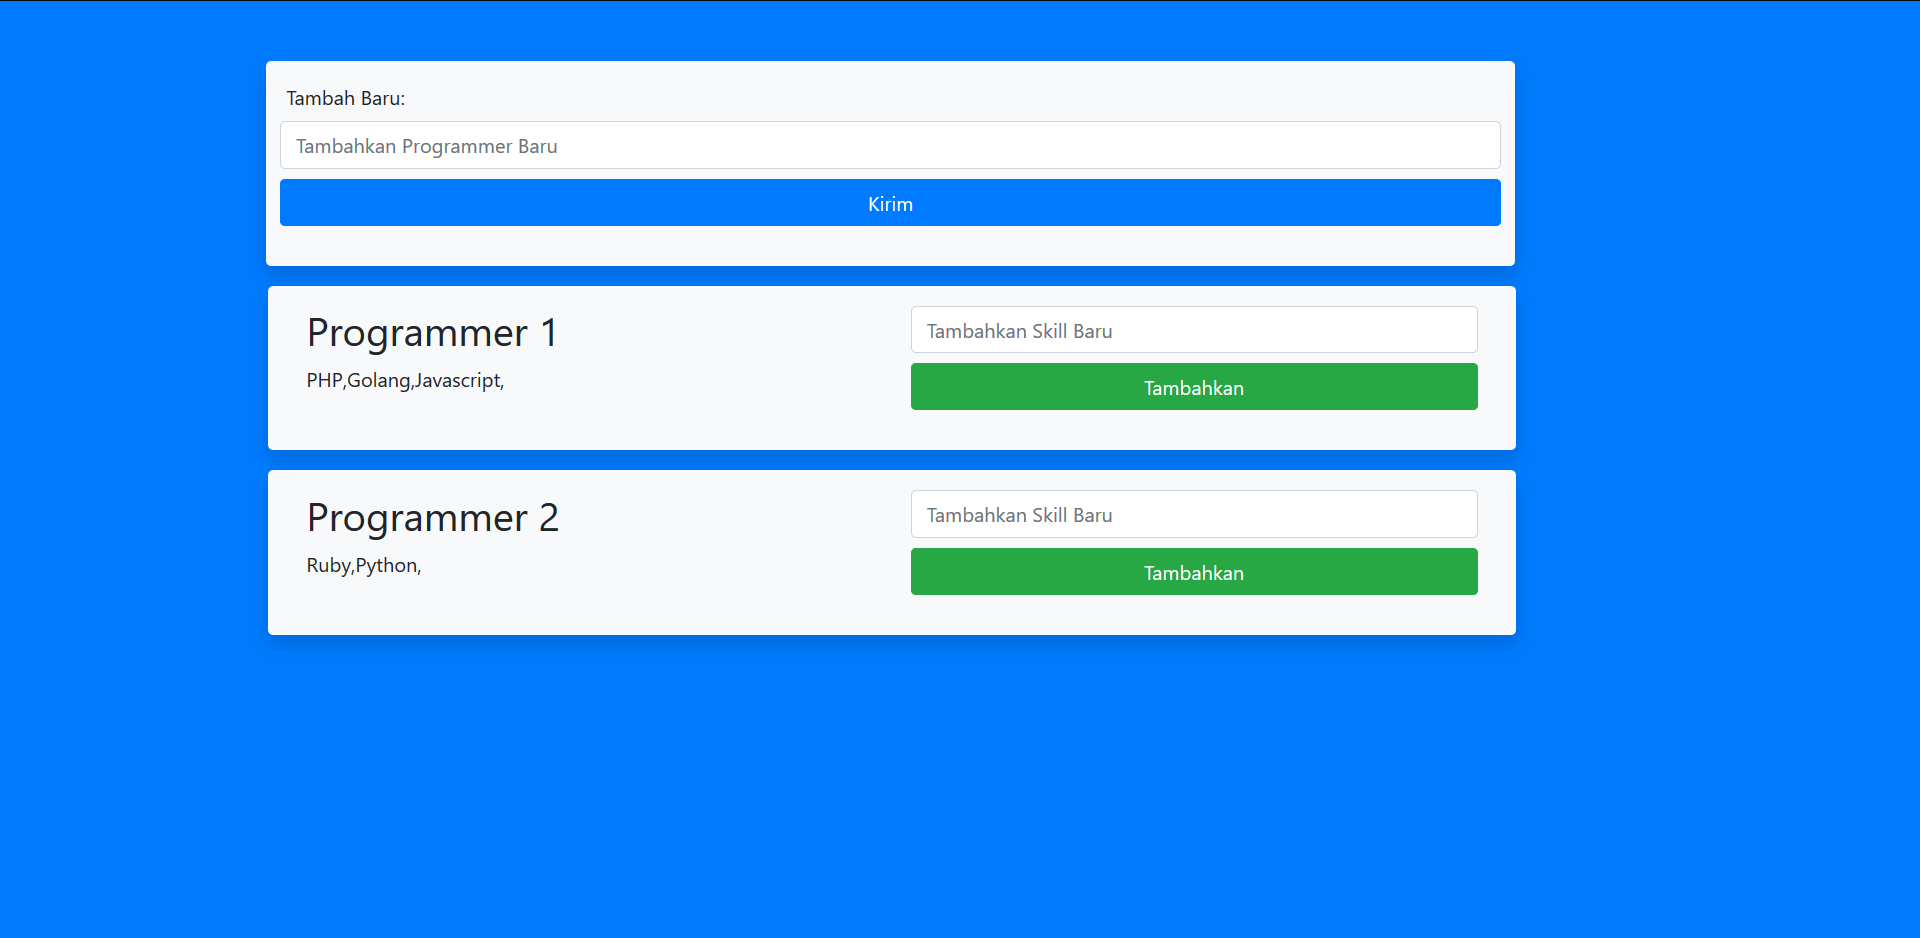 Tambah Baru:
Tambahkan Programmer Baru
Kirim
Programmer 1
PHP,Golang,Javascript,
Tambahkan Skill Baru
Tambahkan
Programmer 2
Ruby,Python,
Tambahkan Skill Baru
Tambahkan